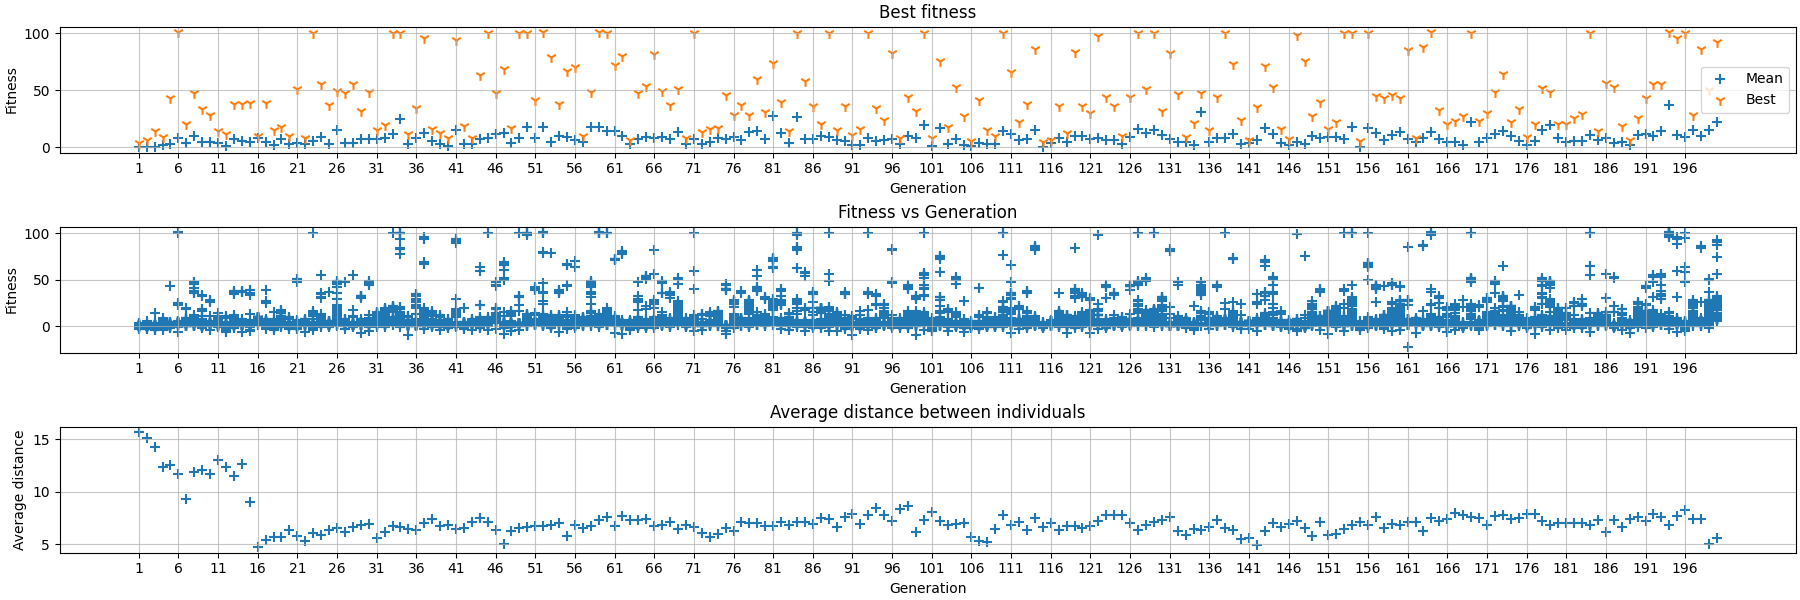 Best fitness
100
50
0
Fitness
Mean
Best
1 6 11 16 21 26 31 36 41 46 51 56 61 66 71 76 81 86 91 96 101 106 111 116 121 126 131 136 141 146 151 156 161 166 171 176 181 186 191 196
Generation
Fitness vs Generation
100
50
0
Fitness
1 6 11 16 21 26 31 36 41 46 51 56 61 66 71 76 81 86 91 96 101 106 111 116 121 126 131 136 141 146 151 156 161 166 171 176 181 186 191 196
Generation
Average distance between individuals
15
10
5
Average distance
1 6 11 16 21 26 31 36 41 46 51 56 61 66 71 76 81 86 91 96 101 106 111 116 121 126 131 136 141 146 151 156 161 166 171 176 181 186 191 196
Generation